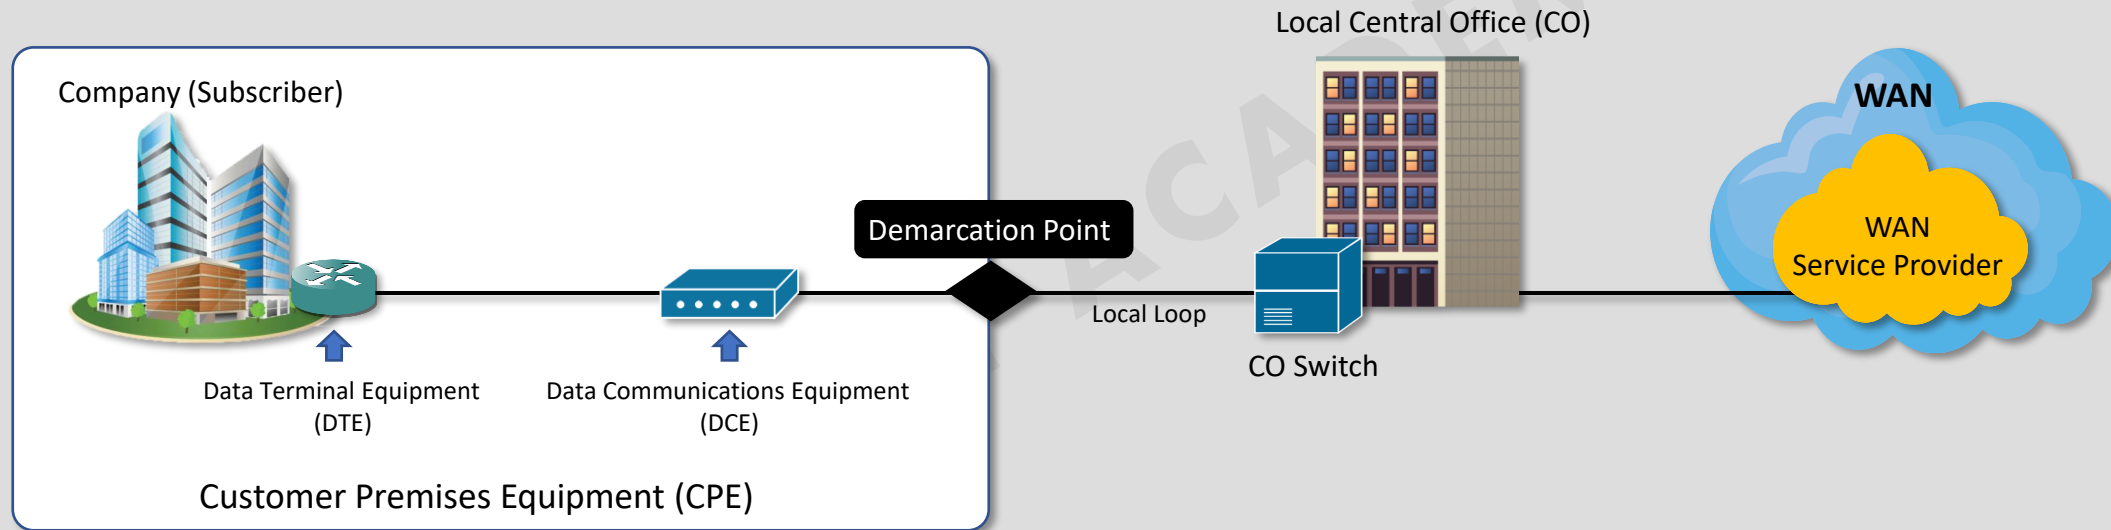 Local Central Office (CO)
Company (Subscriber)
WAN
Demarcation Point
WAN
Service Provider
Local Loop
CO Switch
Data Terminal Equipment
(DTE)
Data Communications Equipment
(DCE)
Customer Premises Equipment (CPE)